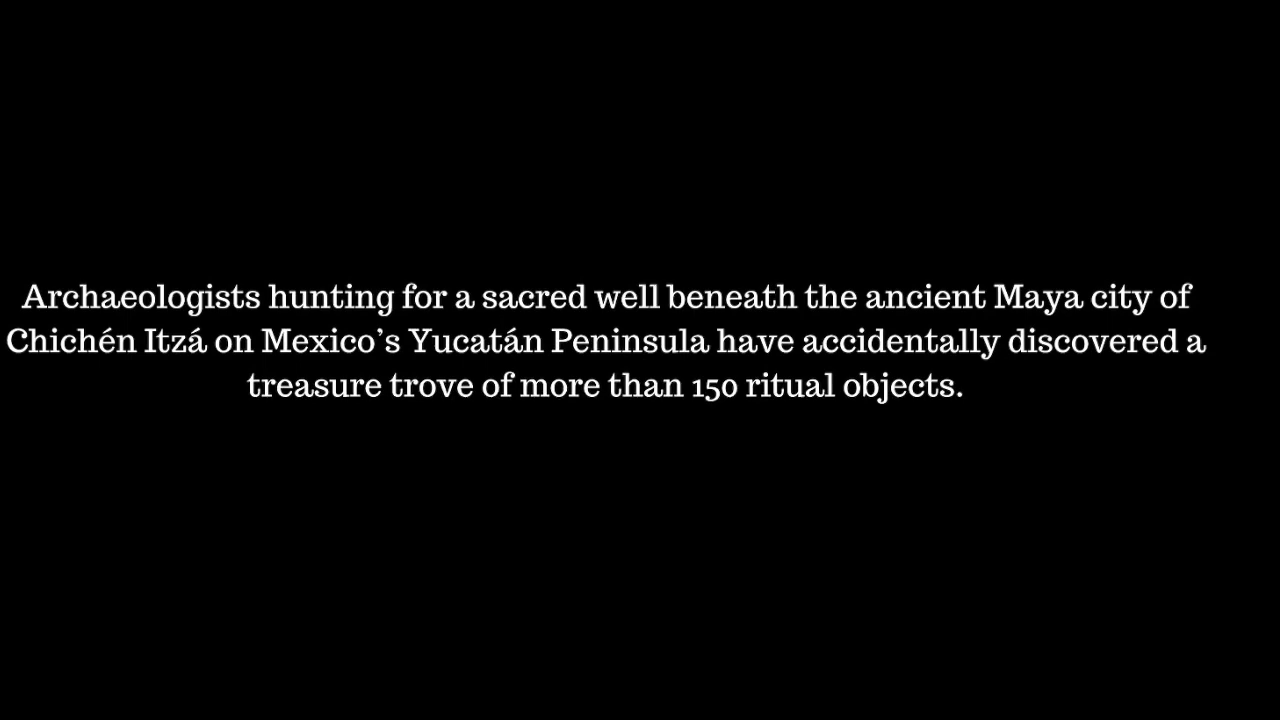 Archaeologists hunting for a sacred well beneath the ancient Maya city of
Chichén Itzá on Mexico’s Yucatán Peninsula have accidentally discovered a
treasure trove of more than 150 ritual objects.